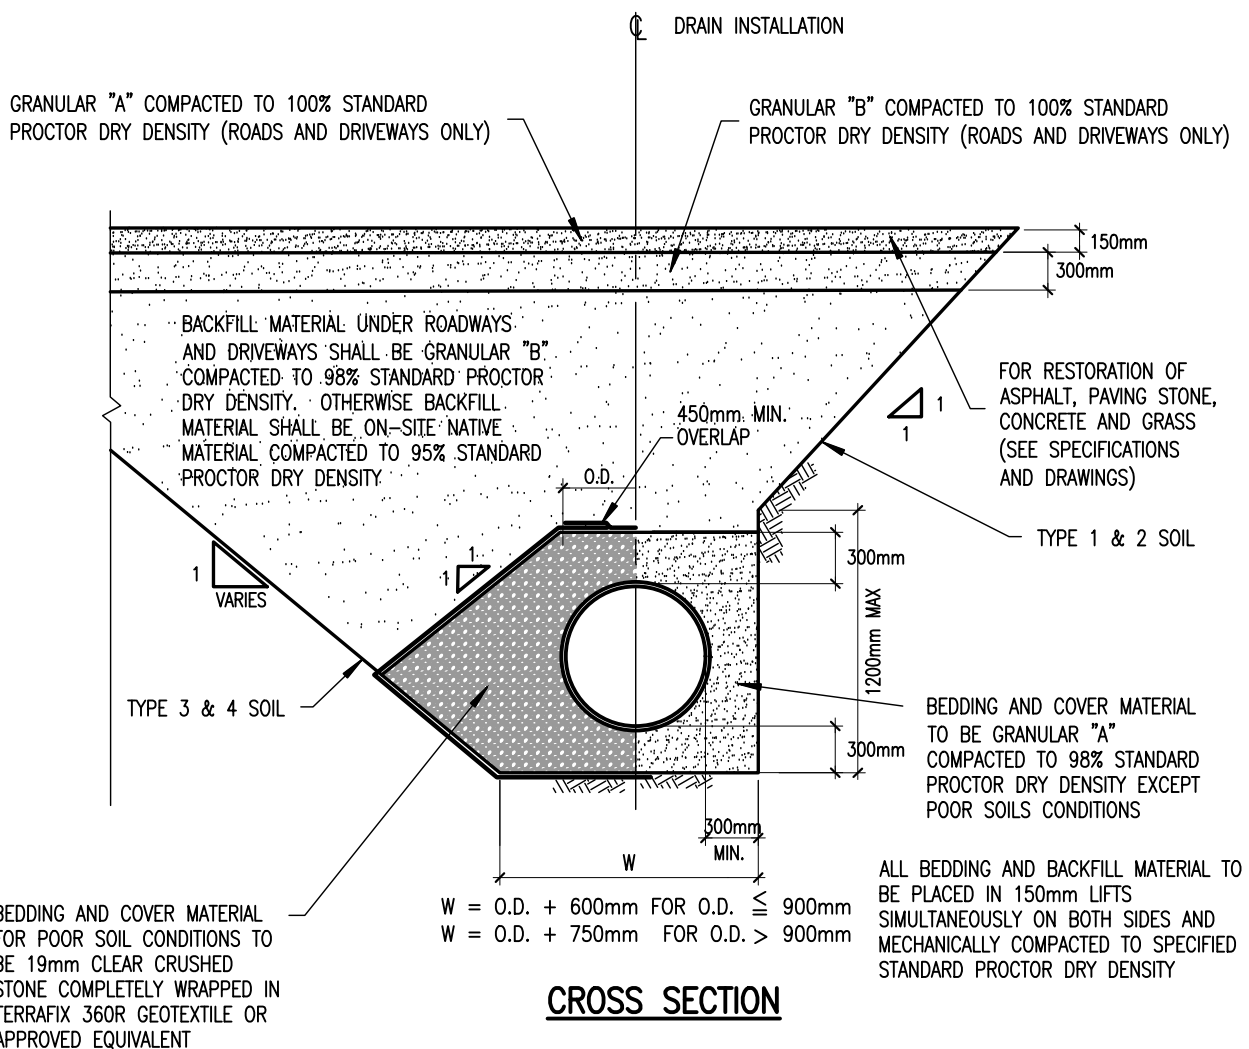 ℄ DRAIN INSTALLATION
GRANULAR "A" COMPACTED TO 100% STANDARD
PROCTOR DRY DENSITY (ROADS AND DRIVEWAYS ONLY)
GRANULAR "B" COMPACTED TO 100% STANDARD
PROCTOR DRY DENSITY (ROADS AND DRIVEWAYS ONLY)
150mm
300mm
BACKFILL MATERIAL UNDER ROADWAYS
AND DRIVEWAYS SHALL BE GRANULAR "B"
COMPACTED TO 98% STANDARD PROCTOR
DRY DENSITY. OTHERWISE BACKFILL
MATERIAL SHALL BE ON-SITE NATIVE
MATERIAL COMPACTED TO 95% STANDARD
PROCTOR DRY DENSITY
450mm MIN.
OVERLAP
O.D.
1
1
FOR RESTORATION OF
ASPHALT, PAVING STONE,
CONCRETE AND GRASS
(SEE SPECIFICATIONS
AND DRAWINGS)
TYPE 1 & 2 SOIL
1
VARIES
1
1
300mm
1200mm MAX
300mm
TYPE 3 & 4 SOIL
BEDDING AND COVER MATERIAL
TO BE GRANULAR "A"
COMPACTED TO 98% STANDARD
PROCTOR DRY DENSITY EXCEPT
POOR SOILS CONDITIONS
300mm
MIN.
W
W = O.D. + 600mm FOR O.D. ≦ 900mm
W = O.D. + 750mm FOR O.D. > 900mm
ALL BEDDING AND BACKFILL MATERIAL TO
BE PLACED IN 150mm LIFTS
SIMULTANEOUSLY ON BOTH SIDES AND
MECHANICALLY COMPACTED TO SPECIFIED
STANDARD PROCTOR DRY DENSITY
BEDDING AND COVER MATERIAL
FOR POOR SOIL CONDITIONS TO
BE 19mm CLEAR CRUSHED
STONE COMPLETELY WRAPPED IN
TERRAFIX 360R GEOTEXTILE OR
APPROVED EQUIVALENT
CROSS SECTION